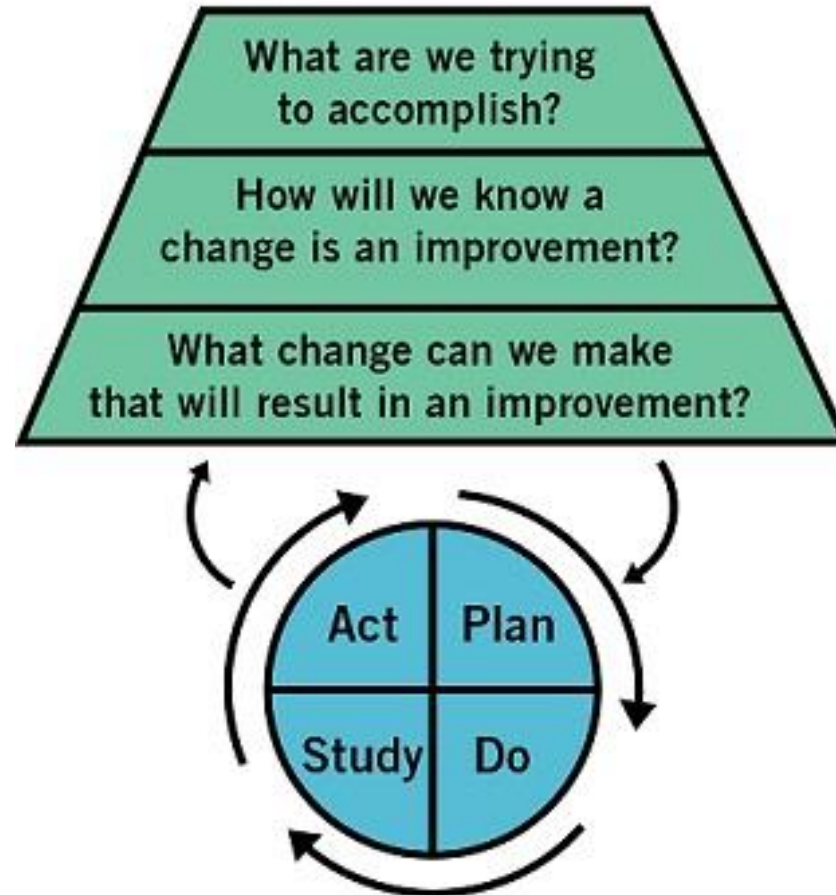 What are we trying
to accomplish?
How will we know a
change is an improvement?
What change can we make
that will result in an improvement?
Act
Plan
Study
Do